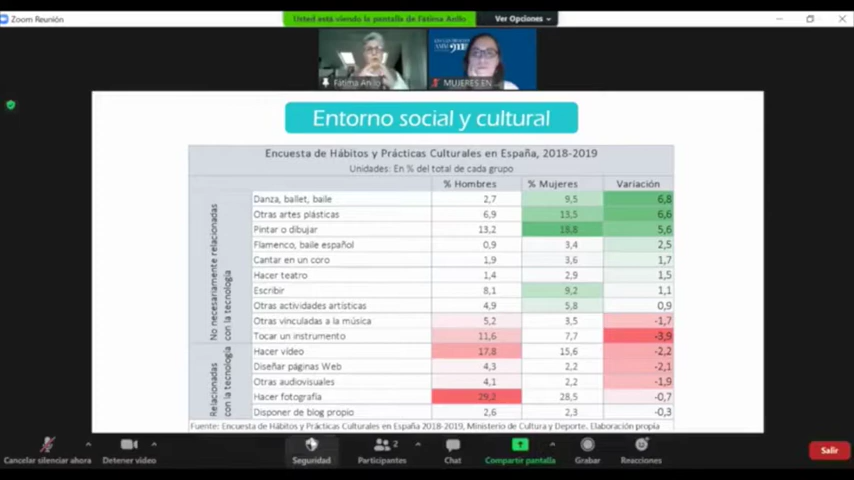 Zoom Reunión
Usted está viendo la pantalla de Fátima Anllo
Ver Opciones
Fátima Anllo
MUJERES EN
Entorno social y cultural
Encuesta de Hábitos y Prácticas Culturales en España, 2018-2019
Unidades: En % del total de cada grupo
% Hombres % Mujeres Variación
No necesariamente relacionadas con la tecnología
Danza, ballet, baile 2,7 9,5 6,8
Otras artes plásticas 6,9 13,5 6,6
Pintar o dibujar 13,2 18,8 5,6
Flamenco, baile español 0,9 3,4 2,5
Cantar en un coro 1,9 3,6 1,7
Hacer teatro 1,4 2,9 1,5
Escribir 8,1 9,2 1,1
Otras actividades artísticas 4,9 5,8 0,9
Otras vinculadas a la música 5,2 3,5 -1,7
Tocar un instrumento 11,6 7,7 -3,9
Relacionadas con la tecnología
Hacer vídeo 17,8 15,6 -2,2
Diseñar páginas Web 4,3 2,2 -2,1
Otras audiovisuales 4,1 2,2 -1,9
Hacer fotografía 29,2 28,5 -0,7
Disponer de blog propio 2,6 2,3 -0,3
Fuente: Encuesta de Hábitos y Prácticas Culturales en España 2018-2019, Ministerio de Cultura y Deporte. Elaboración propia
Cancelar silenciar ahora
Detener video
Seguridad
Participantes 2
Chat
Compartir pantalla
Grabar
Reacciones
Salir